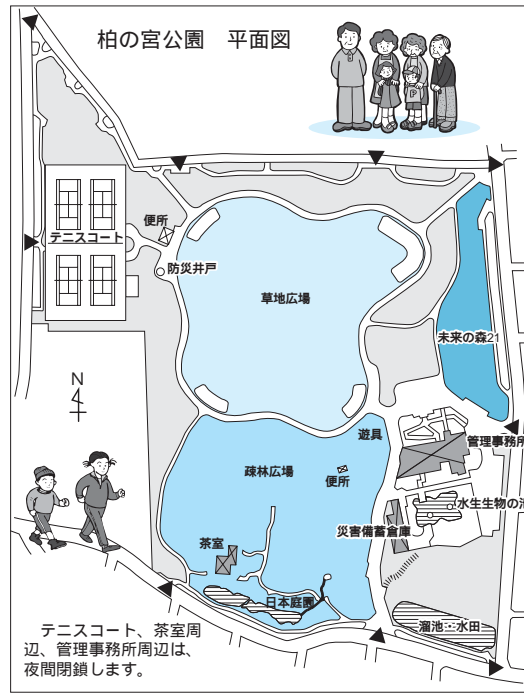 柏の宮公園　平面図
P
便所
テニスコート
防災井戸
草地広場
未来の森21
N
遊具
管理事務所
疎林広場
便所
水生生物の池
災害備蓄倉庫
茶室
日本庭園
溜池・水田
テニスコート、茶室周
辺、管理事務所周辺は、
夜間閉鎖します。